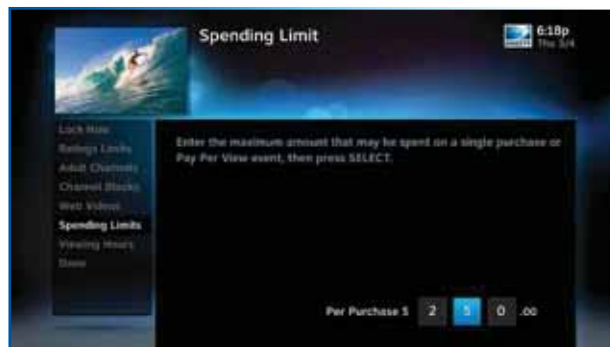 Spending Limit
6:18p
Thu 5/4
Lock Now
Ratings Limits
Adult Channels
Channel Blocks
Web Videos
Spending Limits
Viewing Hours
Done
Enter the maximum amount that may be spent on a single purchase or
Pay Per View event, then press SELECT.
Per Purchase $ 2 5 0 .00